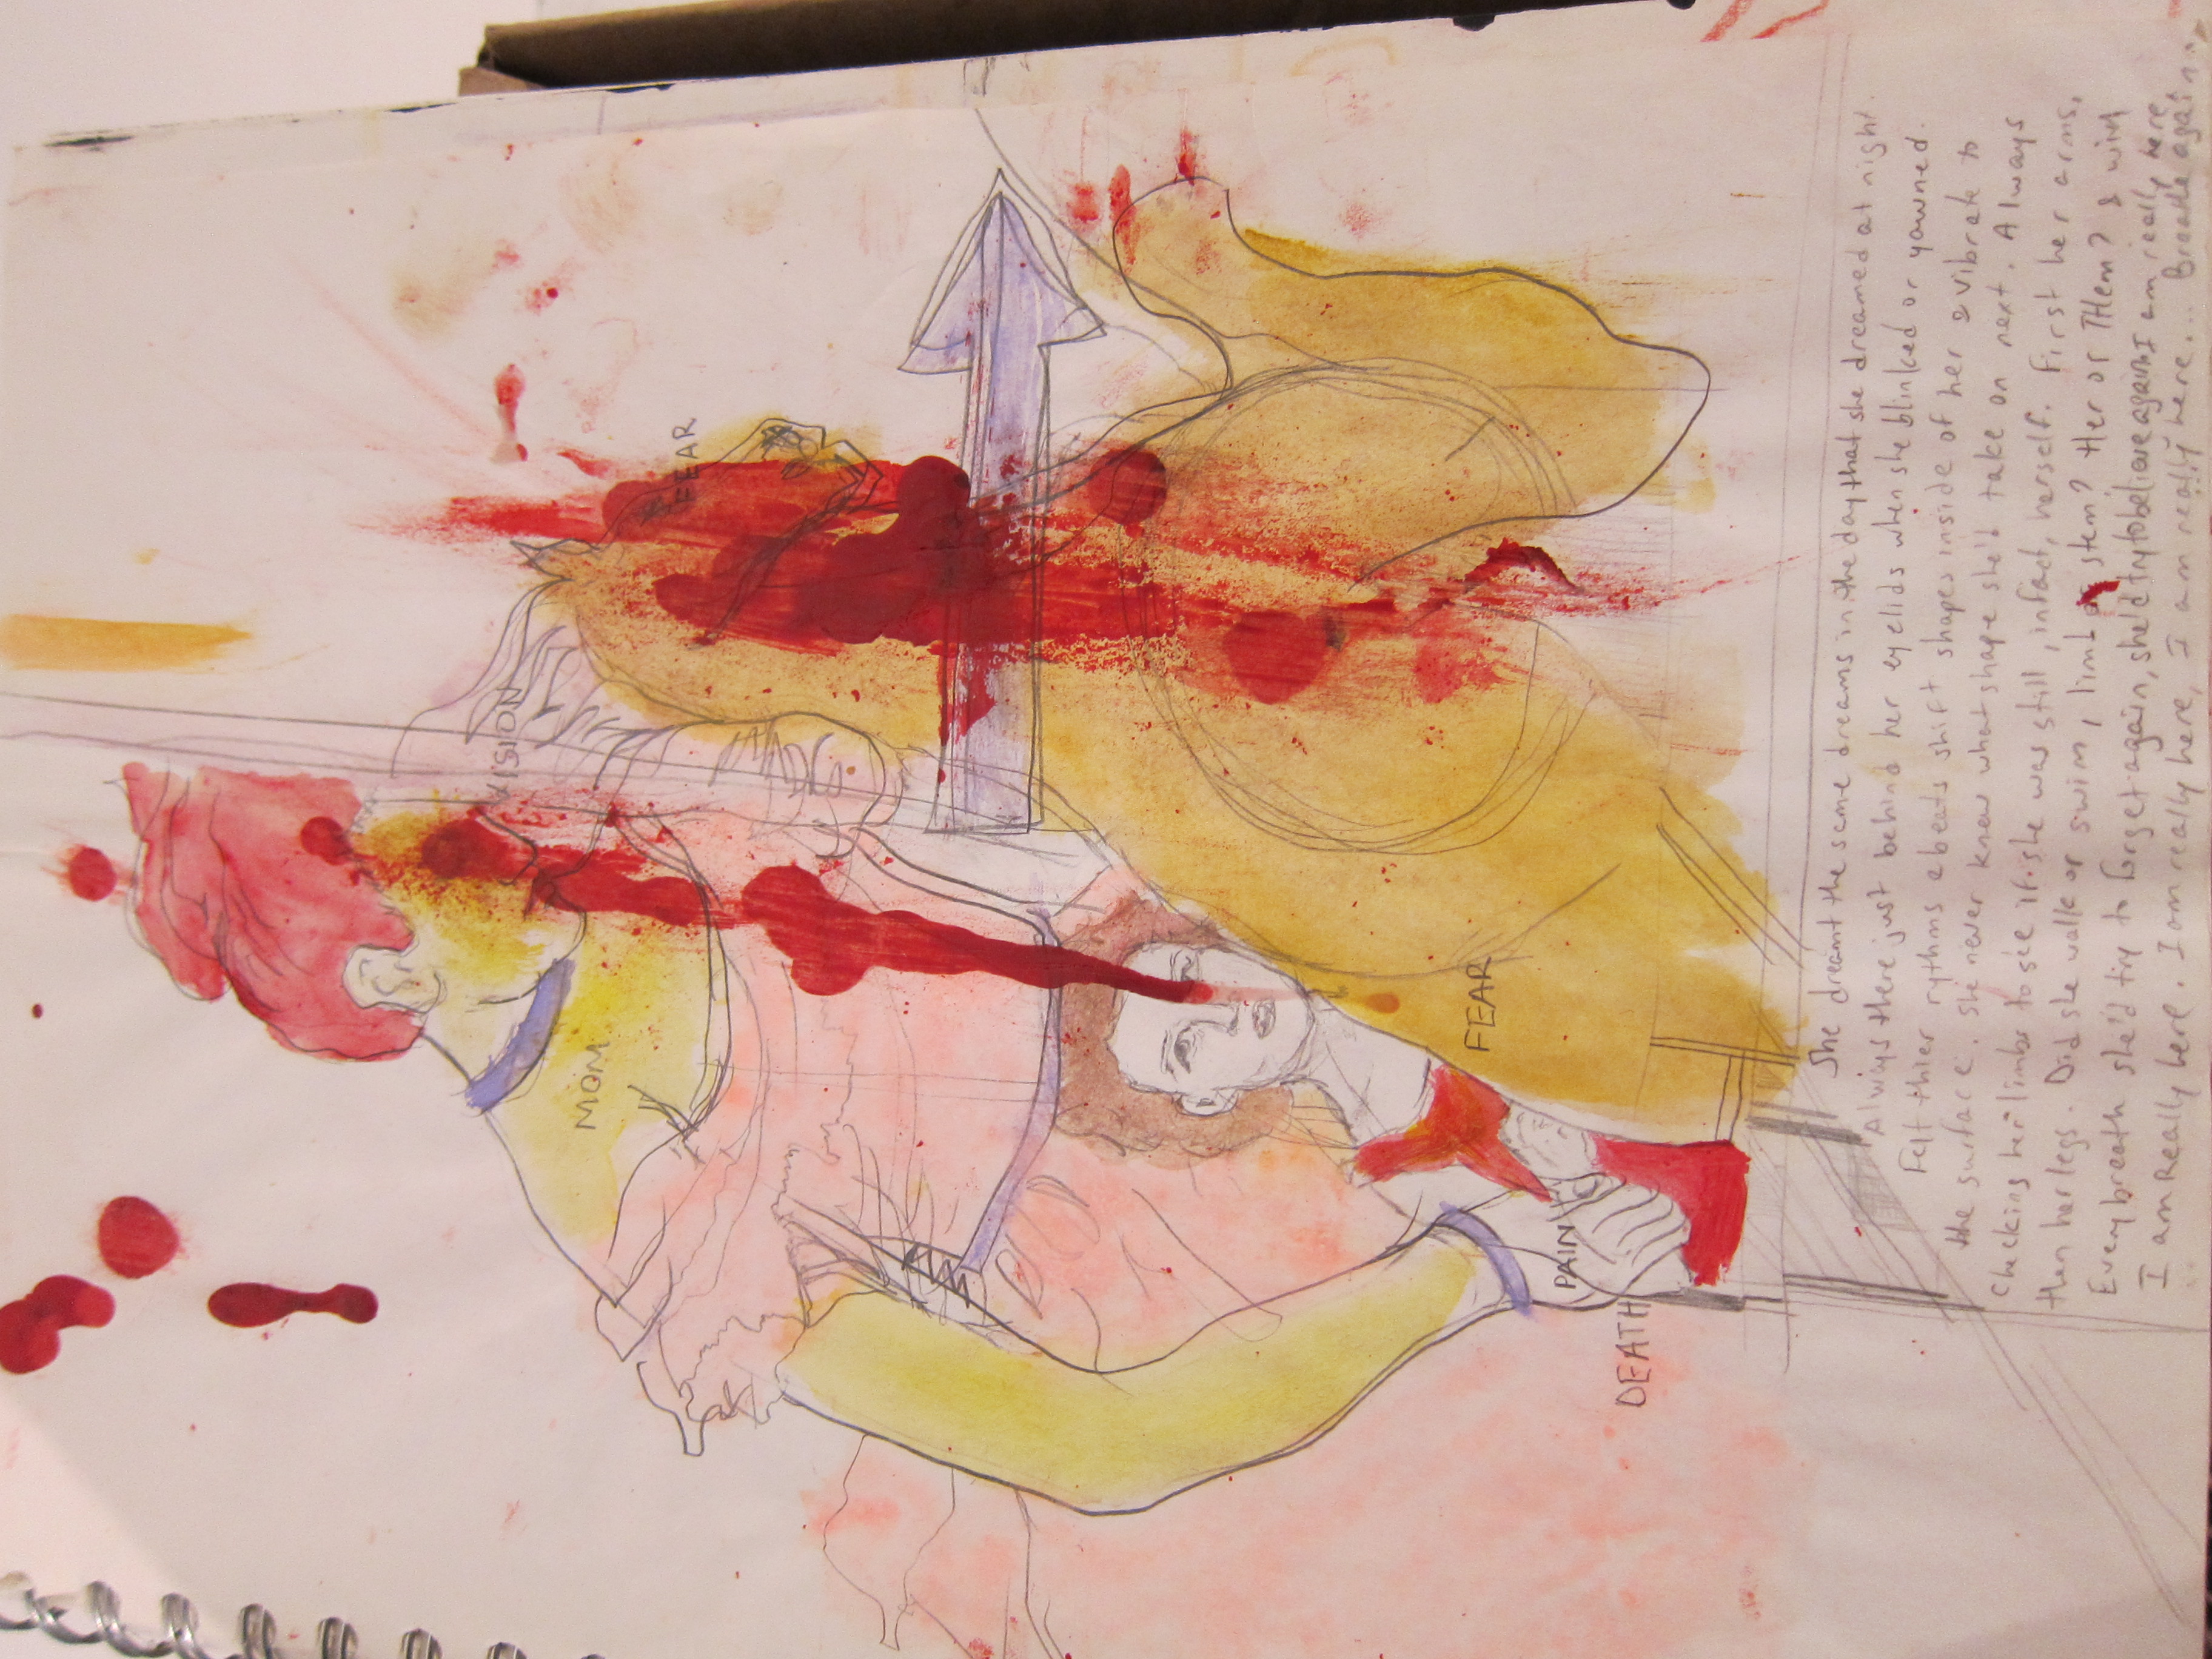 VISION
MOM
FEAR
FEAR
PAIN
DEATH
She dreamt the same dreams in the day that she dreamed at night.
Always there just behind her eyelids when she blinked or yawned.
Felt thier rythms & beats shift shapes inside of her & vibrate to
the surface. She never knew what shape she'd take on next. Always
checking her limbs to see if she was still, infact, herself. First her arms,
then her legs. Did she walk or swim, limb or stem? Her or THem? & with
Every breath she'd try to forget again, she'd try to believe again I am really here,
I am Really here. I am really here, I am really here... Breathe again...